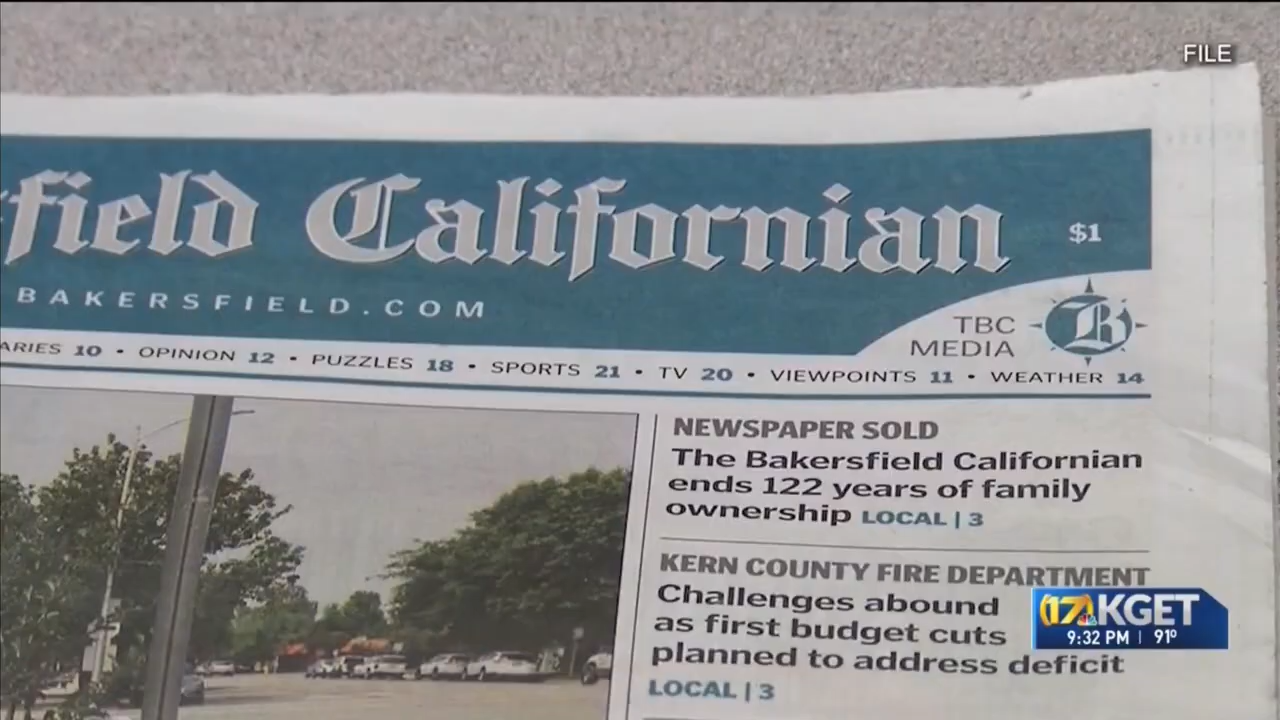 FILE
field Californian
$1
BAKERSFIELD.COM
TBC
MEDIA
B
ARIES 10 • OPINION 12 • PUZZLES 18 • SPORTS 21 • TV 20 • VIEWPOINTS 11 • WEATHER 14
NEWSPAPER SOLD
The Bakersfield Californian
ends 122 years of family
ownership LOCAL | 3
KERN COUNTY FIRE DEPARTMENT
Challenges abound
as first budget cuts
planned to address deficit
LOCAL | 3
17 KGET
9:32 PM | 91º